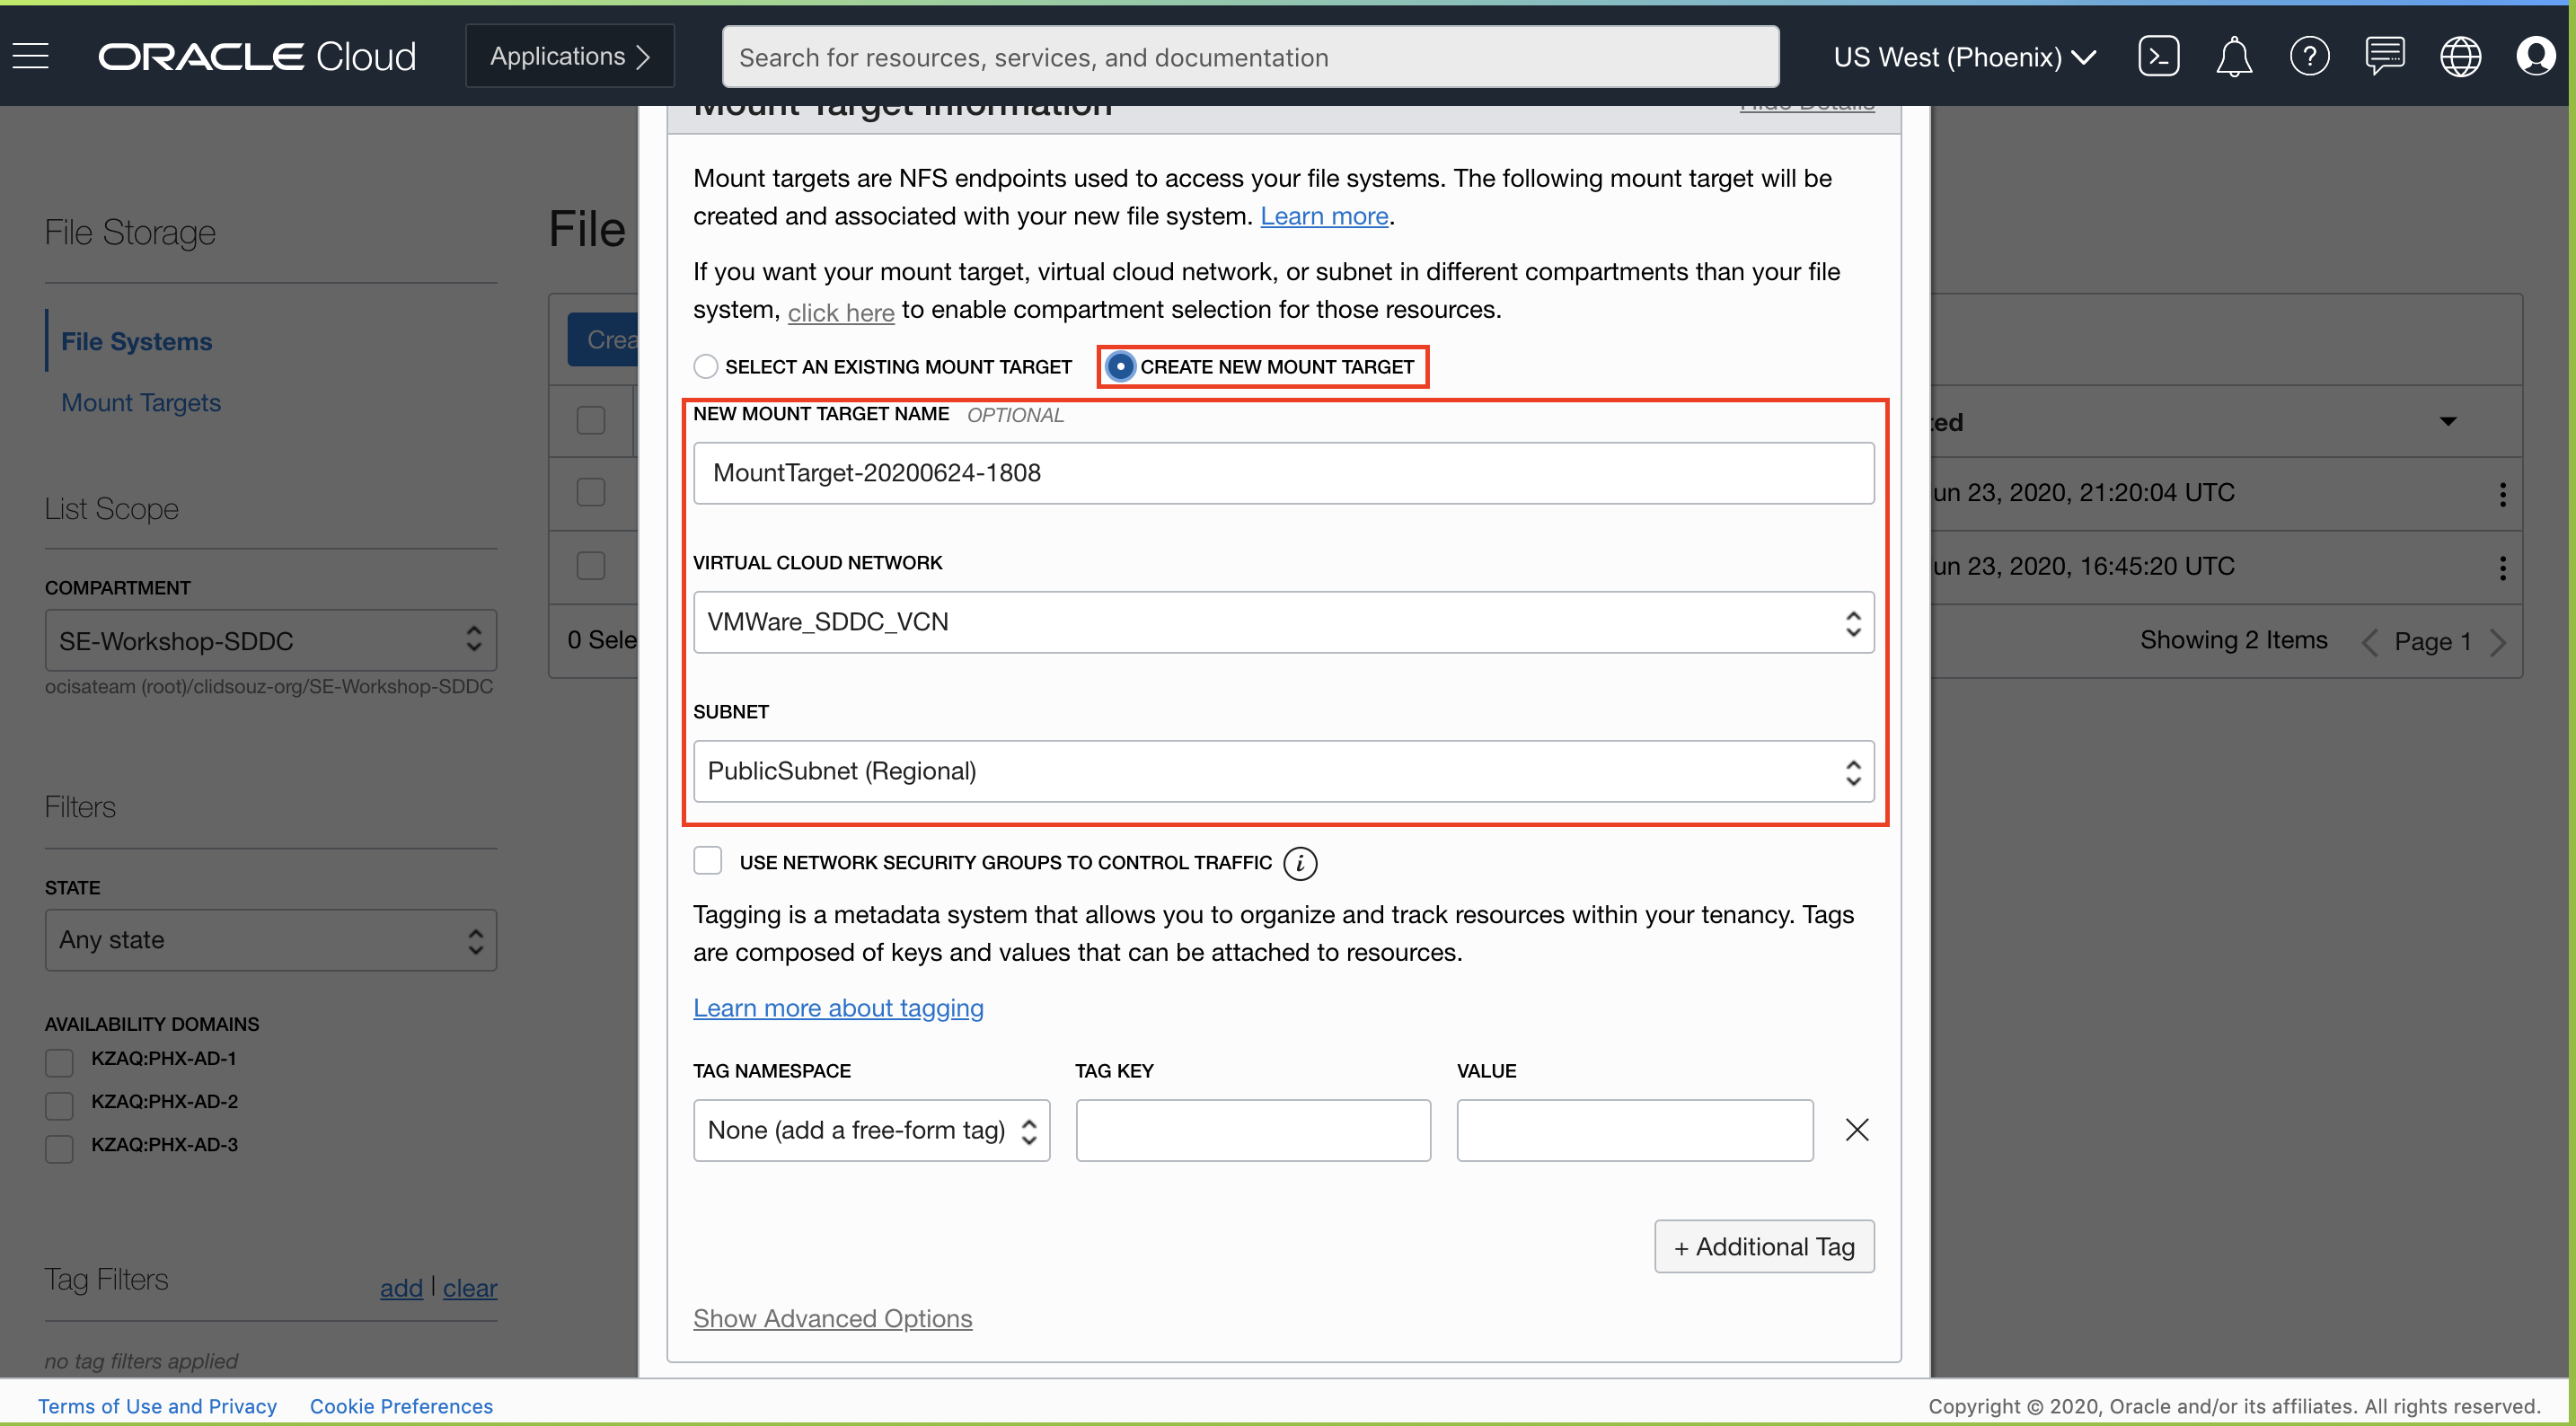 ORACLE Cloud
Applications
Search for resources, services, and documentation
US West (Phoenix)
File Storage
File Systems
Mount Targets
List Scope
COMPARTMENT
SE-Workshop-SDDC
ocisateam (root)/clidsouz-org/SE-Workshop-SDDC
Filters
STATE
Any state
AVAILABILITY DOMAINS
KZAQ:PHX-AD-1
KZAQ:PHX-AD-2
KZAQ:PHX-AD-3
Tag Filters
add | clear
no tag filters applied
File
Crea
0 Sele
Mount Target Information
Hide Details
Mount targets are NFS endpoints used to access your file systems. The following mount target will be
created and associated with your new file system. Learn more.
If you want your mount target, virtual cloud network, or subnet in different compartments than your file
system, click here to enable compartment selection for those resources.
SELECT AN EXISTING MOUNT TARGET
CREATE NEW MOUNT TARGET
NEW MOUNT TARGET NAME OPTIONAL
MountTarget-20200624-1808
VIRTUAL CLOUD NETWORK
VMWare_SDDC_VCN
SUBNET
PublicSubnet (Regional)
USE NETWORK SECURITY GROUPS TO CONTROL TRAFFIC
Tagging is a metadata system that allows you to organize and track resources within your tenancy. Tags
are composed of keys and values that can be attached to resources.
Learn more about tagging
TAG NAMESPACE
TAG KEY
VALUE
None (add a free-form tag)
+ Additional Tag
Show Advanced Options
ted
un 23, 2020, 21:20:04 UTC
un 23, 2020, 16:45:20 UTC
Showing 2 Items
Page 1
Terms of Use and Privacy
Cookie Preferences
Copyright © 2020, Oracle and/or its affiliates. All rights reserved.